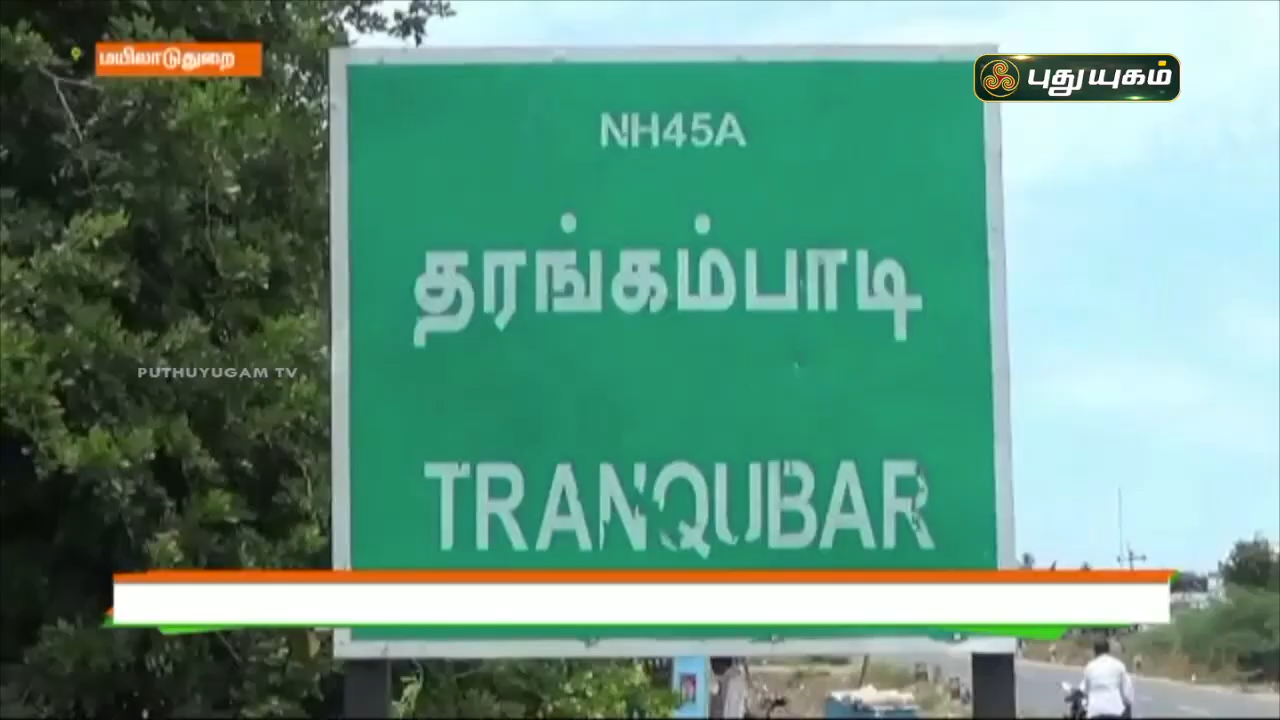 மயிலாடுதுறை
புதுயுகம்
NH45A
தரங்கம்பாடி
PUTHUYUGAM TV
TRANQUBAR